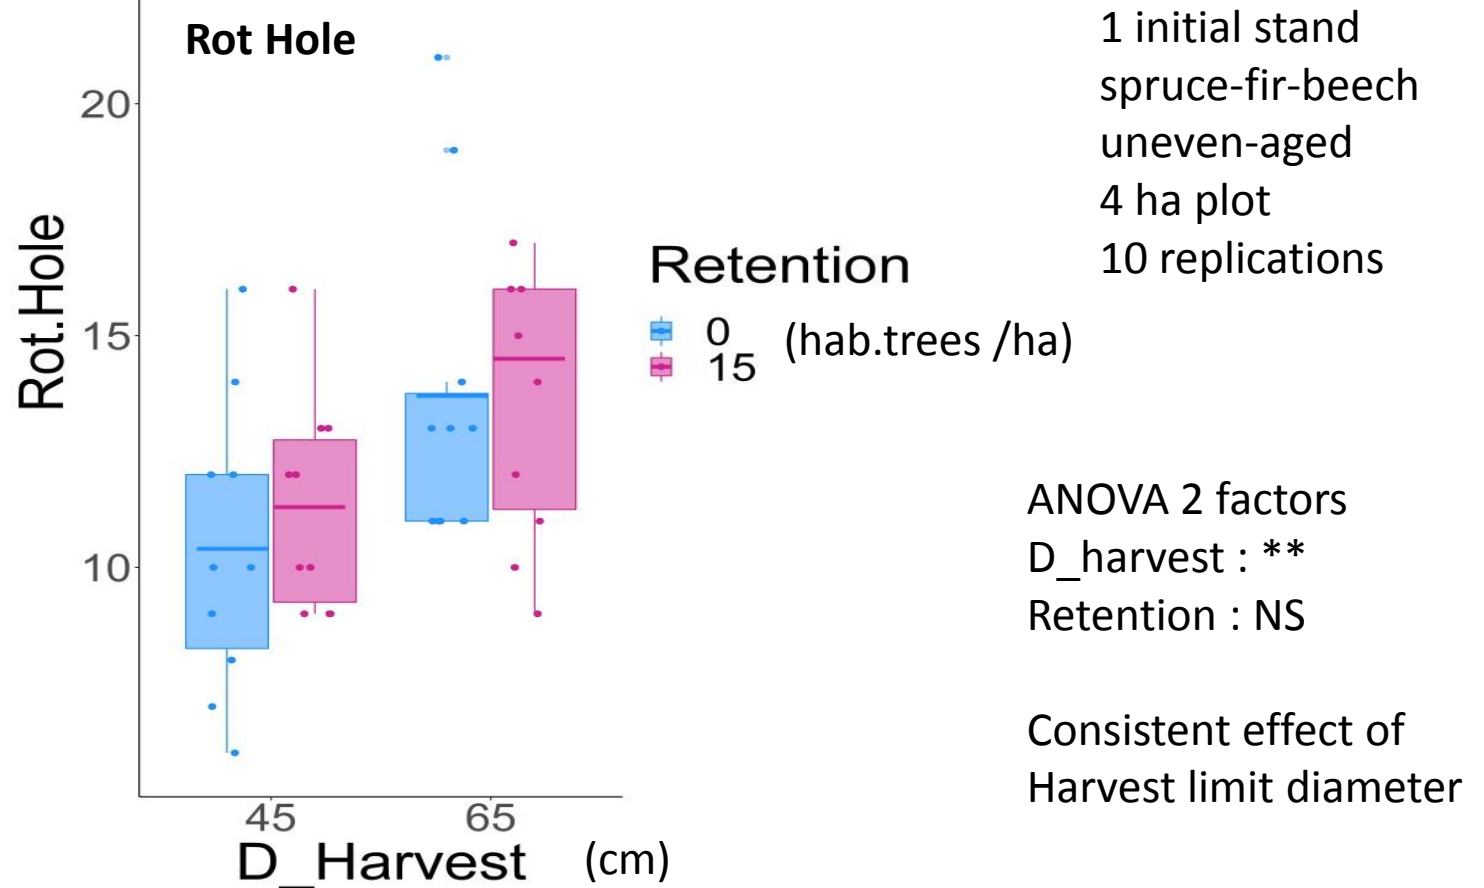 Rot Hole
20
15
10
Rot.Hole
45
65
D_Harvest (cm)
Retention
0
15
(hab.trees /ha)
1 initial stand
spruce-fir-beech
uneven-aged
4 ha plot
10 replications
ANOVA 2 factors
D_harvest : **
Retention : NS
Consistent effect of
Harvest limit diameter